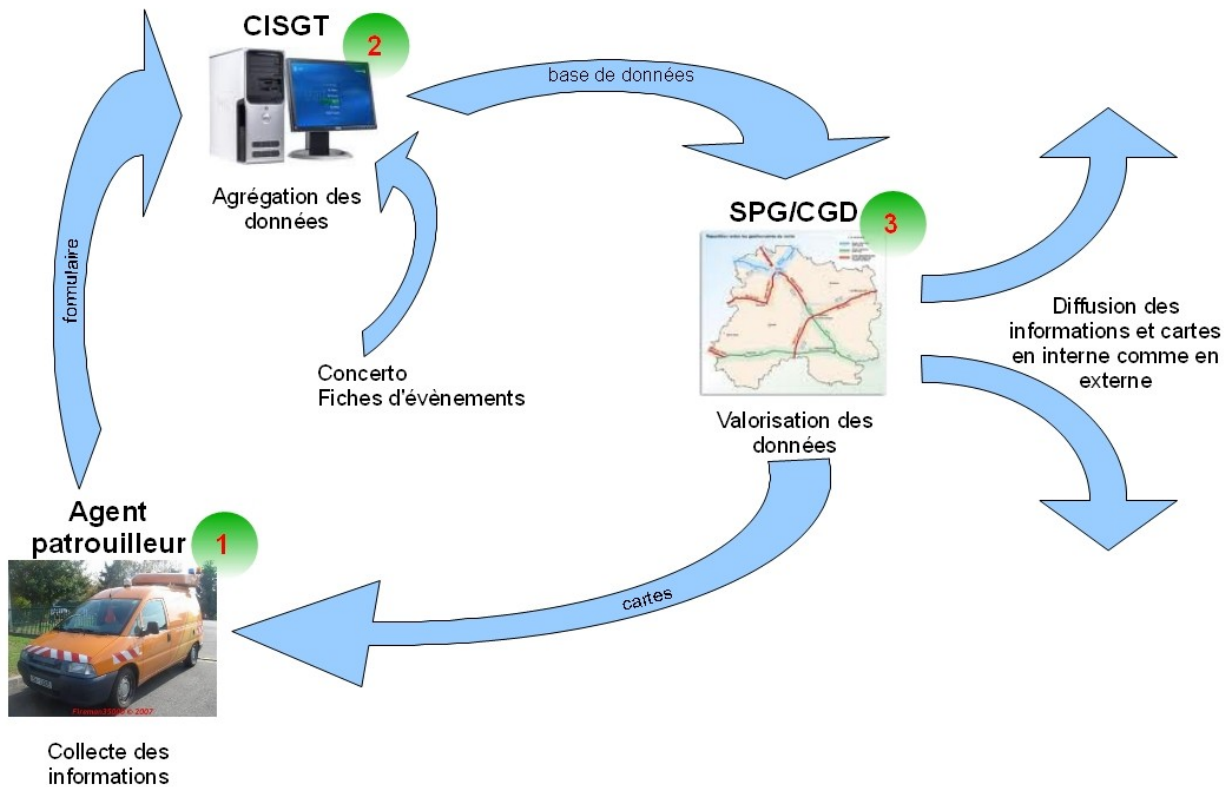 CISGT
2
Agrégation des
données
base de données
formulaire
Concerto
Fiches d'évènements
SPG/CGD
3
Valorisation des
données
Diffusion des
informations et cartes
en interne comme en
externe
cartes
Agent
patrouilleur
1
Collecte des
informations